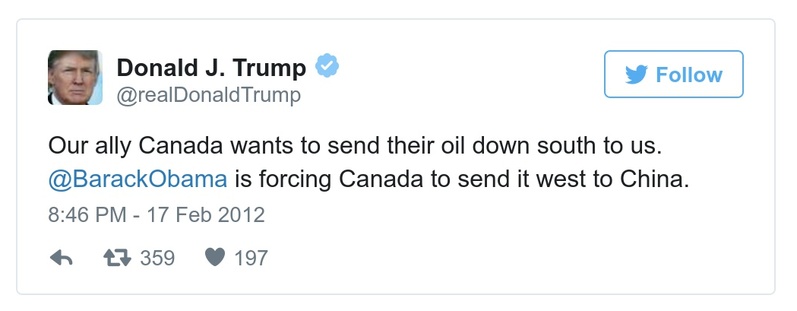 Donald J. Trump
@realDonaldTrump
Follow
Our ally Canada wants to send their oil down south to us.
@BarackObama is forcing Canada to send it west to China.
8:46 PM - 17 Feb 2012
359 197